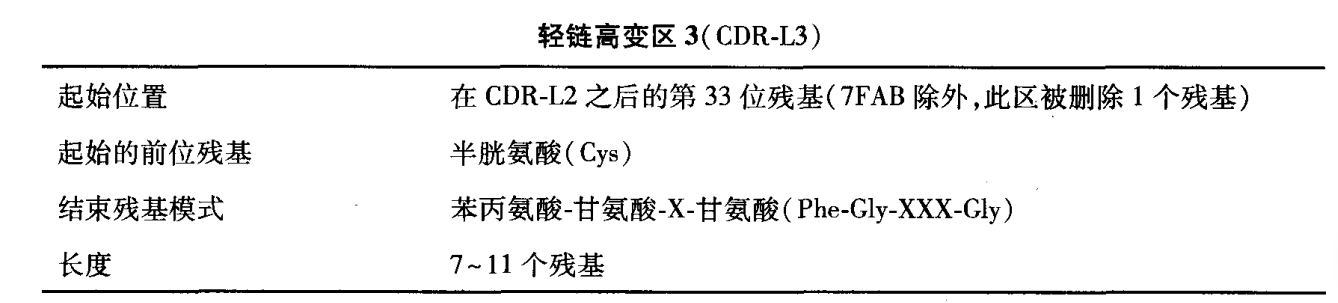 轻链高变区 3(CDR-L3)
起始位置 在 CDR-L2 之后的第 33 位残基(7FAB 除外,此区被删除 1 个残基)
起始的前位残基 半胱氨酸(Cys)
结束残基模式 苯丙氨酸-甘氨酸-X-甘氨酸(Phe-Gly-XXX-Gly)
长度 7~11 个残基